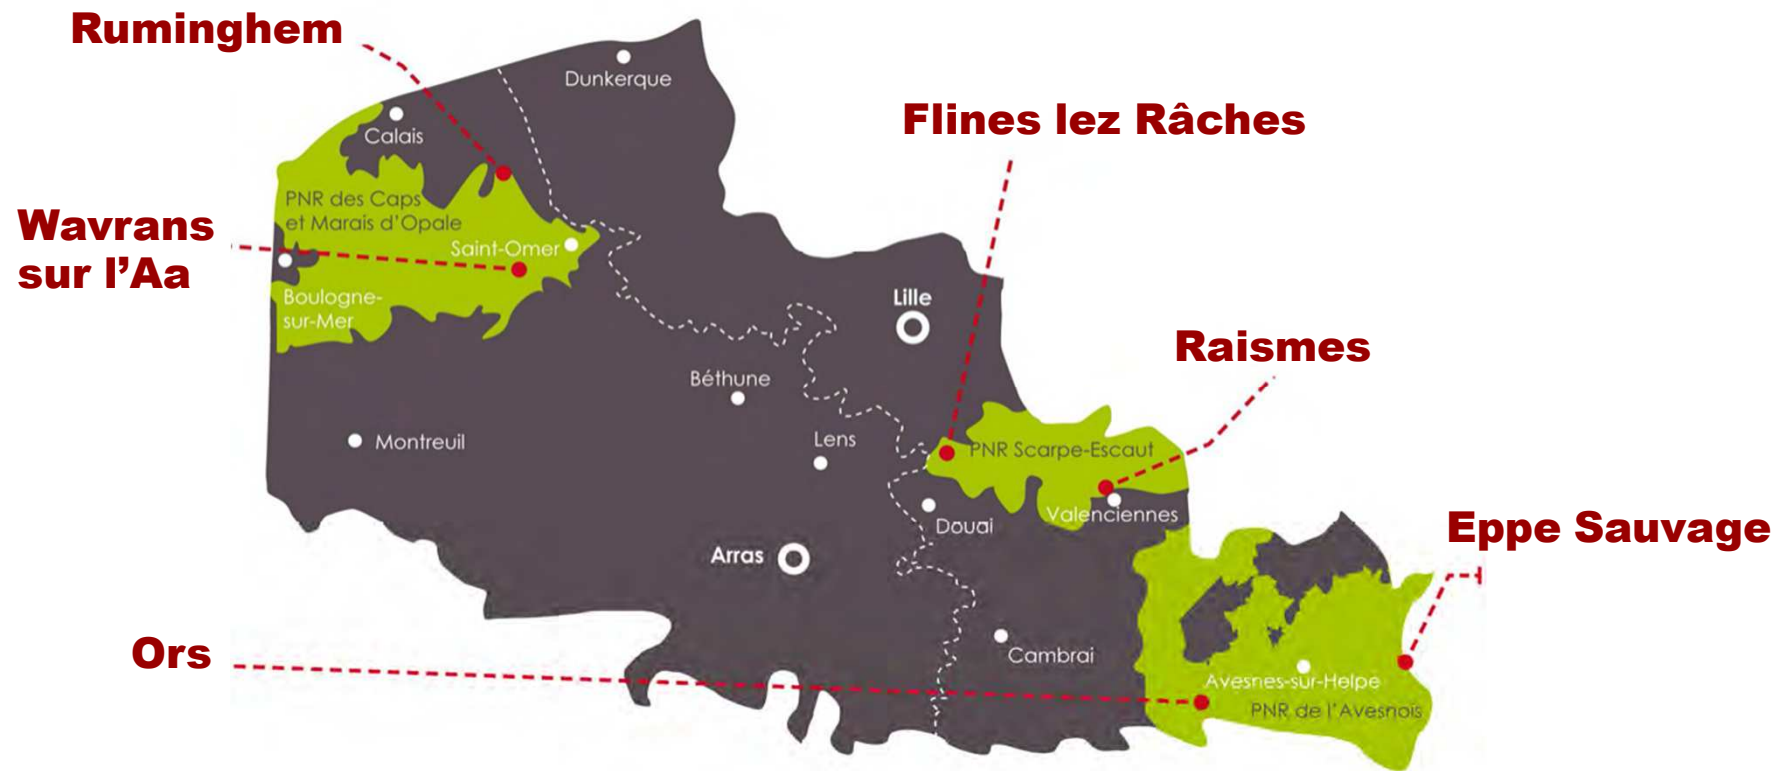 Ruminghem
Dunkerque
Flines lez Râches
Calais
PNR des Caps
et Marais d'Opale
Wavrans
sur l'Aa
Saint-Omer
Boulogne-
sur-Mer
Lille
Raismes
Béthune
Montreuil
Lens
PNR Scarpe-Escaut
Valenciennes
Douai
Eppe Sauvage
Arras
Ors
Cambrai
Avesnes-sur-Helpe
PNR de l'Avesnois